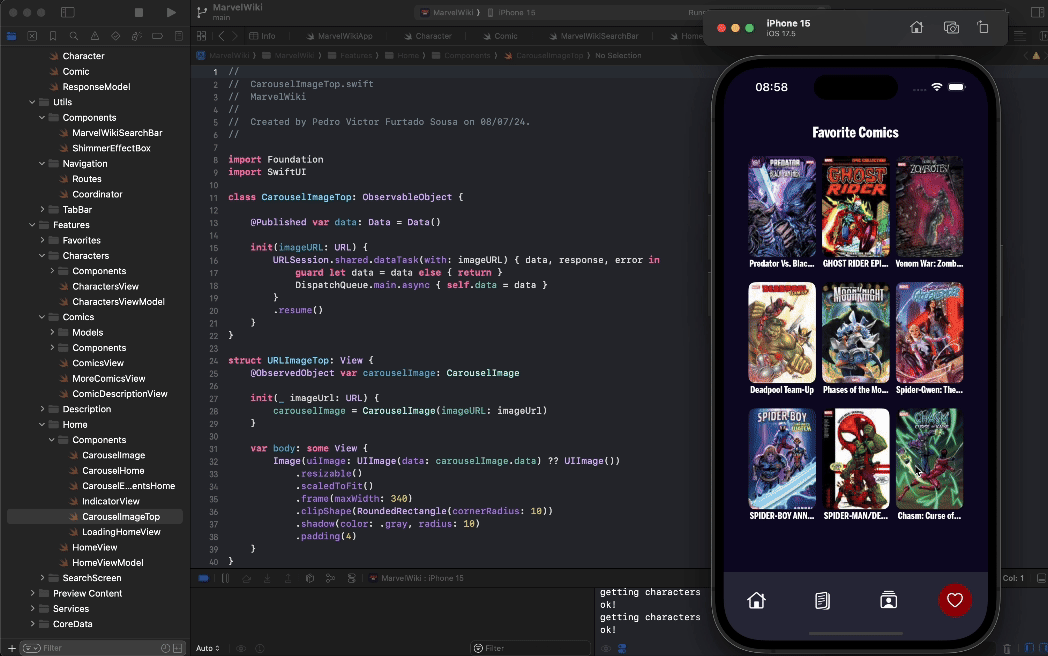 MarvelWiki
main
MarvelWiki
iPhone 15
iPhone 15
iOS 17.5
Info
MarvelWikiApp
Character
Comic
MarvelWikiSearchBar
MarvelWiki
MarvelWiki
Features
Home
Components
CarouselImageTop
No Selection
Character
Comic
ResponseModel
Utils
Components
MarvelWikiSearchBar
ShimmerEffectBox
Navigation
Routes
Coordinator
TabBar
Features
Favorites
Characters
Components
CharactersView
CharactersViewModel
Comics
Models
Components
ComicsView
MoreComicsView
ComicDescriptionView
Description
Home
Components
CarouselImage
CarouselHome
CarouselE...entsHome
IndicatorView
CarouselImageTop
LoadingHomeView
HomeView
HomeViewModel
SearchScreen
Preview Content
Services
CoreData
Filter
1 //
2 // CarouselImageTop.swift
3 // MarvelWiki
4 //
5 // Created by Pedro Victor Furtado Sousa on 08/07/24.
6 //
7
8 import Foundation
9 import SwiftUI
10
11 class CarouselImageTop: ObservableObject {
12
13 @Published var data: Data = Data()
14
15 init(imageURL: URL) {
16 URLSession.shared.dataTask(with: imageURL) { data, response, error in
17 guard let data = data else { return }
18 DispatchQueue.main.async { self.data = data }
19 }
20 .resume()
21 }
22 }
23
24 struct URLImageTop: View {
25 @ObservedObject var carouselImage: CarouselImage
26
27 init(_ imageUrl: URL) {
28 carouselImage = CarouselImage(imageURL: imageUrl)
29 }
30
31 var body: some View {
32 Image(uiImage: UIImage(data: carouselImage.data) ?? UIImage())
33 .resizable()
34 .scaledToFit()
35 .frame(maxWidth: 340)
36 .clipShape(RoundedRectangle(cornerRadius: 10))
37 .shadow(color: .gray, radius: 10)
38 .padding(4)
39 }
40 }
MarvelWiki : iPhone 15
Col: 1
getting characters
ok!
getting characters
ok!
Auto
Filter
08:58
Favorite Comics
PREDATOR
GHOST RIDER
Predator Vs. Blac...
GHOST RIDER EPI...
Venom War: Zomb...
DEADPOOL
MOON KNIGHT
Deadpool Team-Up
Phases of the Mo...
Spider-Gwen: The...
SPIDER-BOY
CHASM
SPIDER-BOY ANN...
SPIDER-MAN/DE...
Chasm: Curse of...